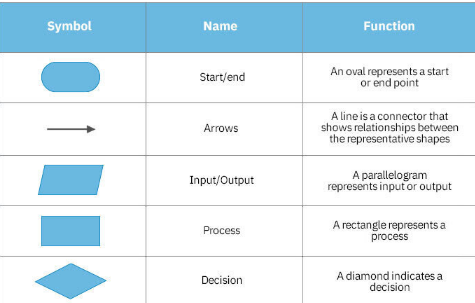 Symbol Name Function
Start/end
An oval represents a start
or end point
Arrows
A line is a connector that
shows relationships between
the representative shapes
Input/Output
A parallelogram
represents input or output
Process
A rectangle represents a
process
Decision
A diamond indicates a
decision